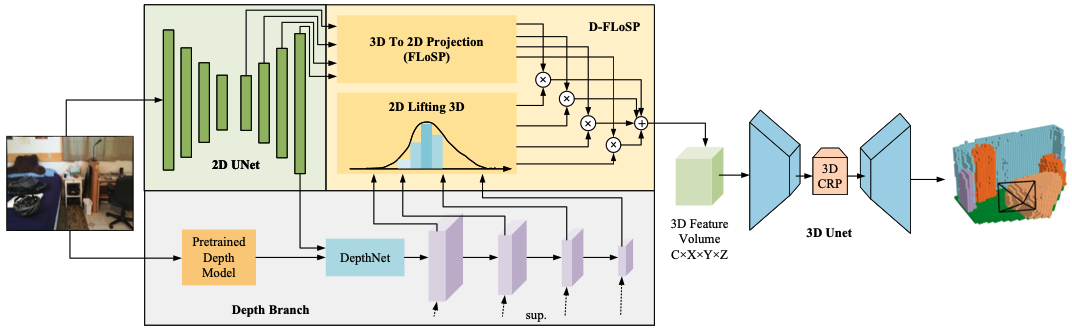 D-FLoSP
3D To 2D Projection
(FLoSP)
2D Lifting 3D
2D UNet
3D Feature
Volume
C×X×Y×Z
3D
CRP
3D Unet
Pretrained
Depth
Model
DepthNet
Depth Branch
sup.